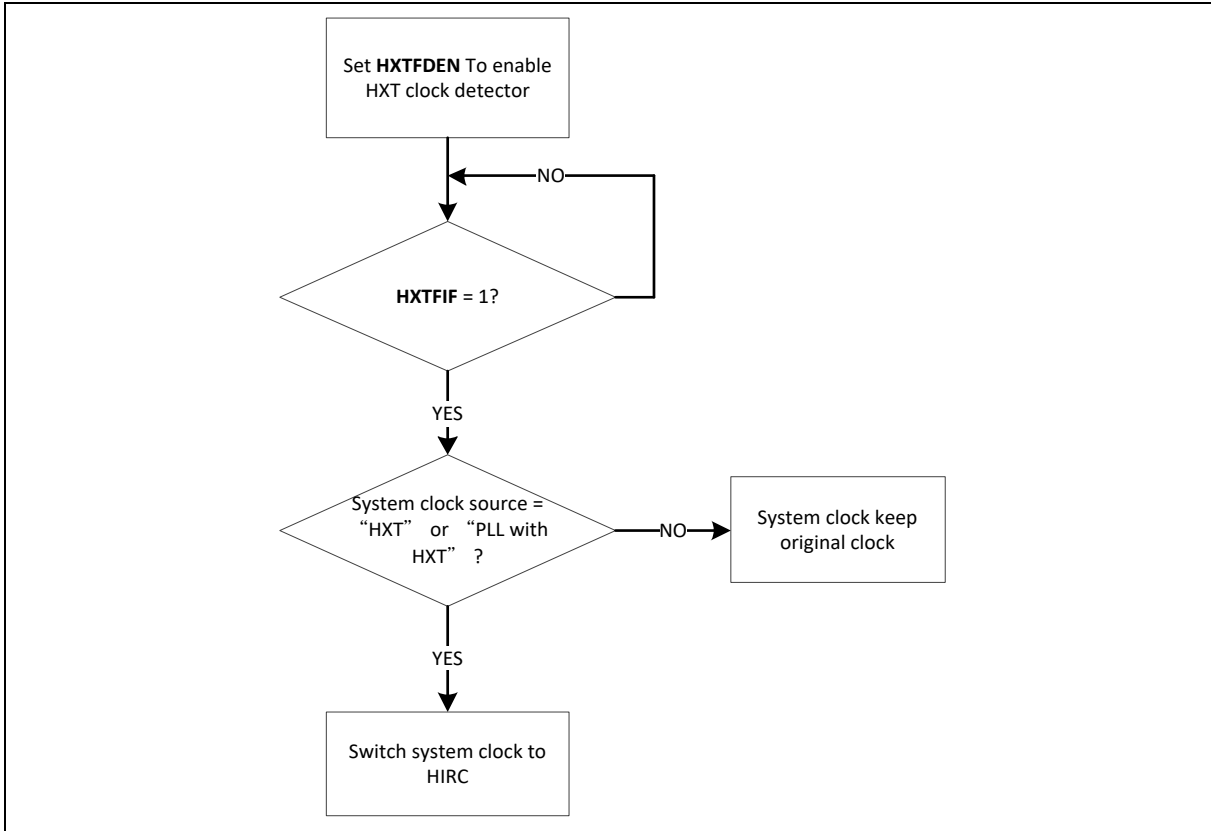 Set HXTFDEN To enable
HXT clock detector
NO
HXTFIF = 1?
YES
System clock source =
“HXT” or “PLL with
HXT” ?
NO
System clock keep
original clock
YES
Switch system clock to
HIRC